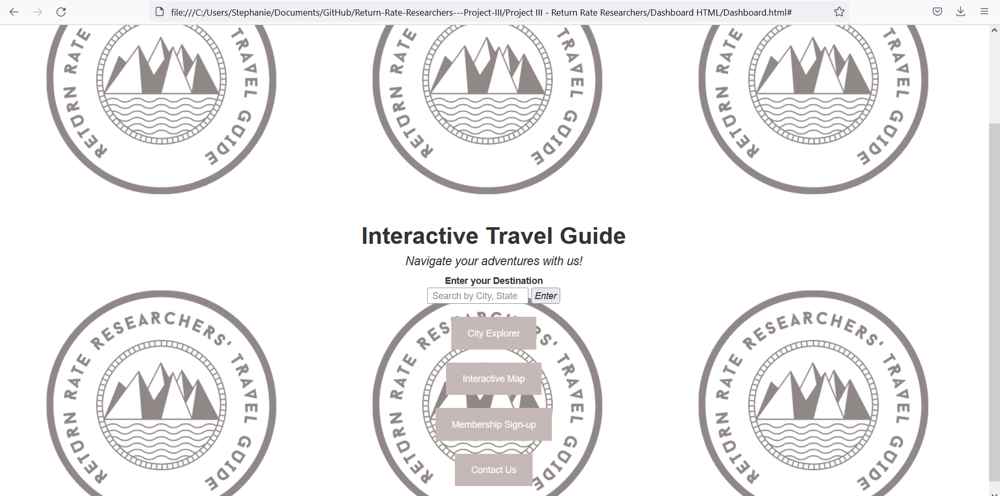 file:///C:/Users/Stephanie/Documents/GitHub/Return-Rate-Researchers---Project-III/Project III - Return Rate Researchers/Dashboard HTML/Dashboard.html#
RETURN RATE TRAVEL GUIDE
RETURN RATE TRAVEL GUIDE
RETURN RATE TRAVEL GUIDE
Interactive Travel Guide
Navigate your adventures with us!
Enter your Destination
Search by City, State Enter
RETURN RATE RESEARCHERS' TRAVEL GUIDE
RETURN RATE RESEARCHERS' TRAVEL GUIDE
RETURN RATE RESEARCHERS' TRAVEL GUIDE
City Explorer
Interactive Map
Membership Sign-up
Contact Us